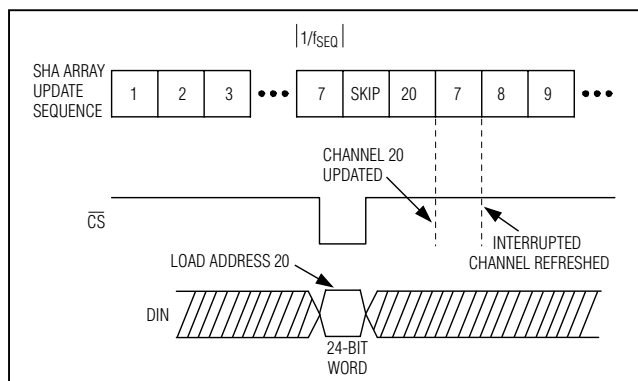 1/fSEQ
SHA ARRAY
UPDATE
SEQUENCE
1 2 3 ••• 7 SKIP 20 7 8 9 •••
CHANNEL 20
UPDATED
CS
INTERRUPTED
CHANNEL REFRESHED
LOAD ADDRESS 20
DIN
24-BIT
WORD